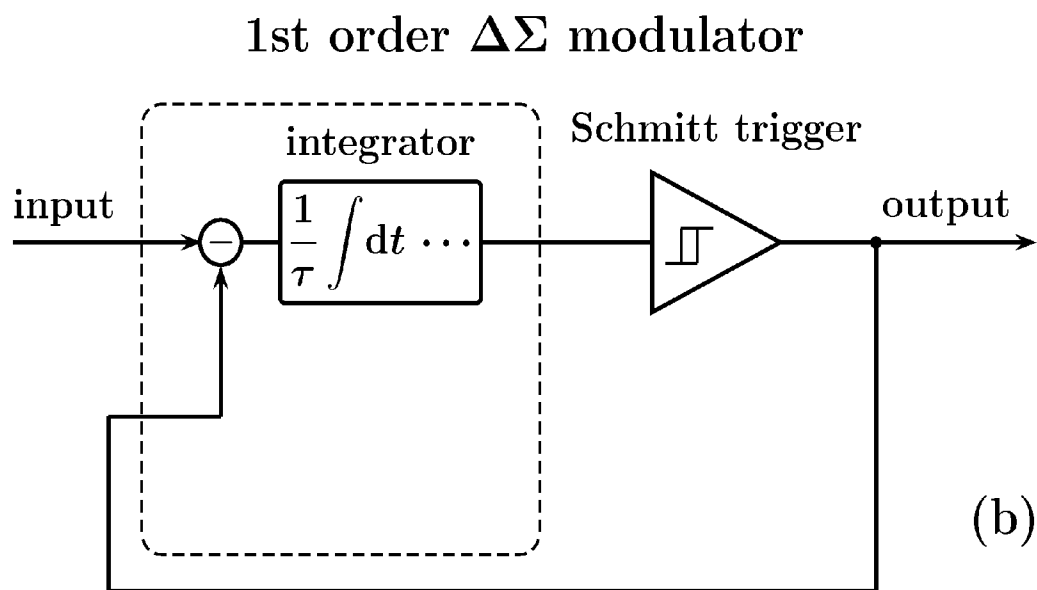 1st order ΔΣ modulator
integrator
Schmitt trigger
input
output
−
1/τ ∫ dt ⋯
(b)